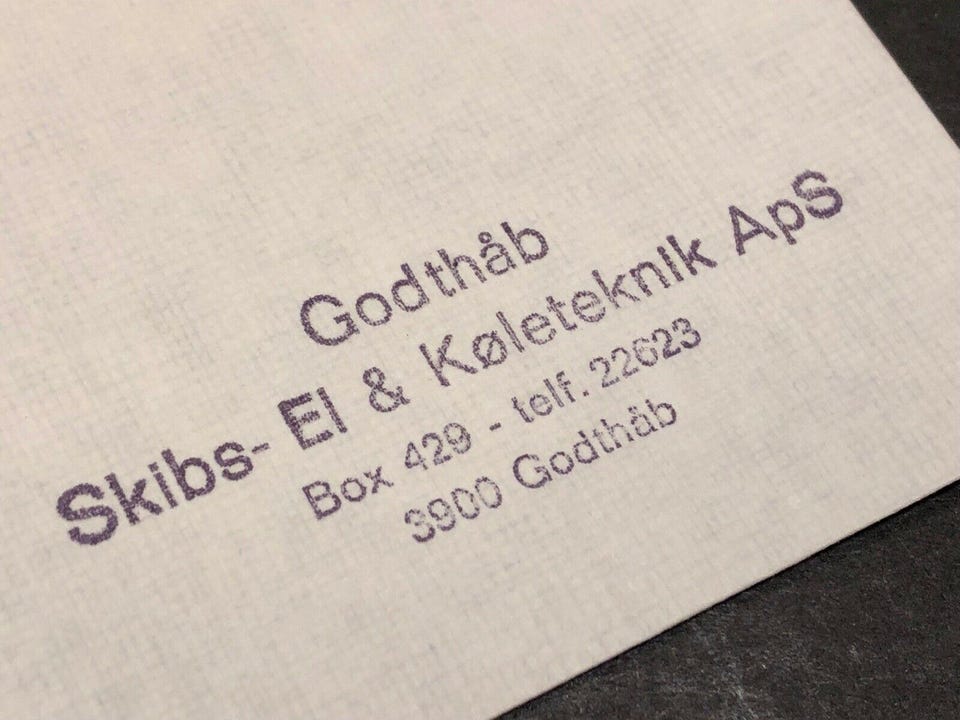 Godthåb
Skibs- El & Køleteknik ApS
Box 429 - telf. 22623
3900 Godthåb